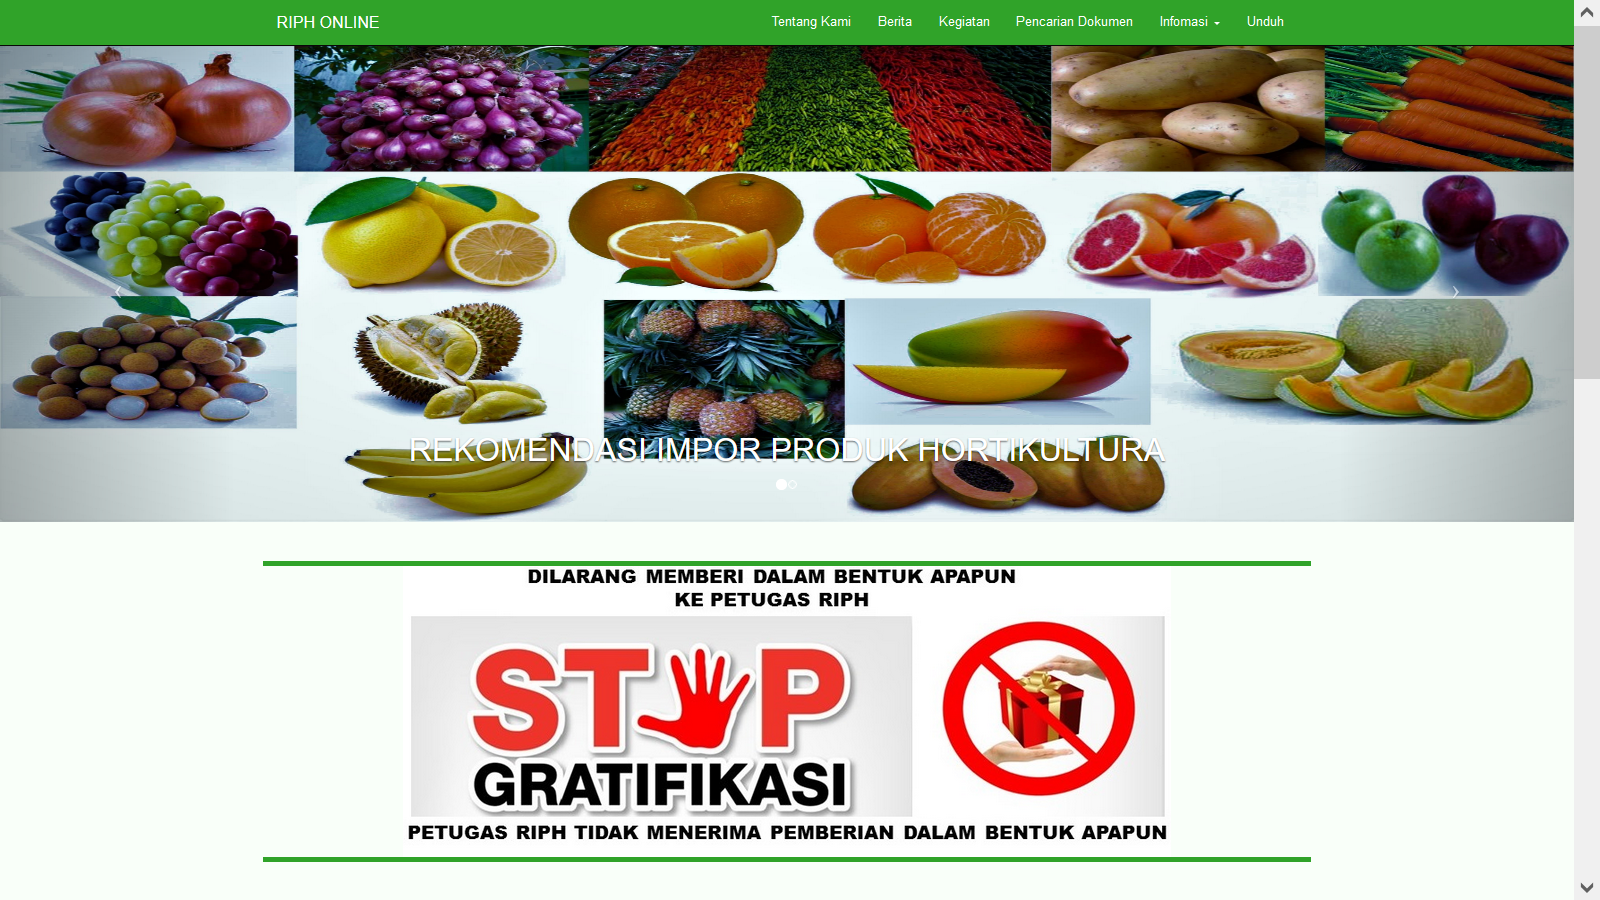 RIPH ONLINE
Tentang Kami
Berita
Kegiatan
Pencarian Dokumen
Infomasi
Unduh
REKOMENDASI IMPOR PRODUK HORTIKULTURA
DILARANG MEMBERI DALAM BENTUK APAPUN
KE PETUGAS RIPH
STOP
GRATIFIKASI
PETUGAS RIPH TIDAK MENERIMA PEMBERIAN DALAM BENTUK APAPUN